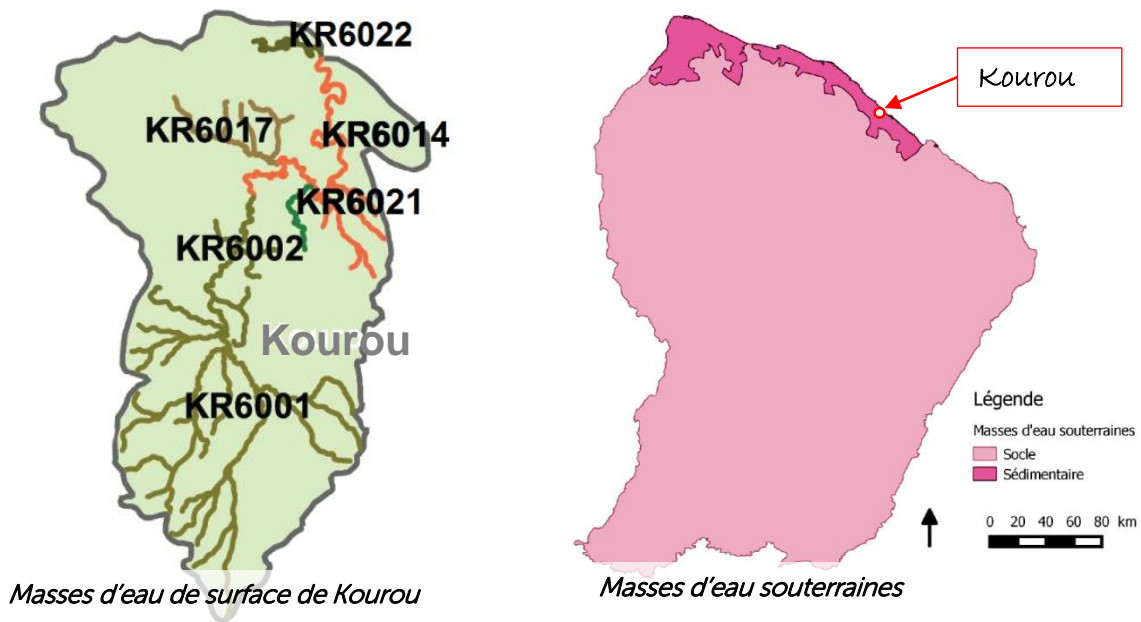 KR6022
KR6017
KR6014
KR6021
KR6002
Kourou
KR6001
Masses d'eau de surface de Kourou
Kourou
Légende
Masses d'eau souterraines
Socle
Sédimentaire
0 20 40 60 80 km
Masses d'eau souterraines